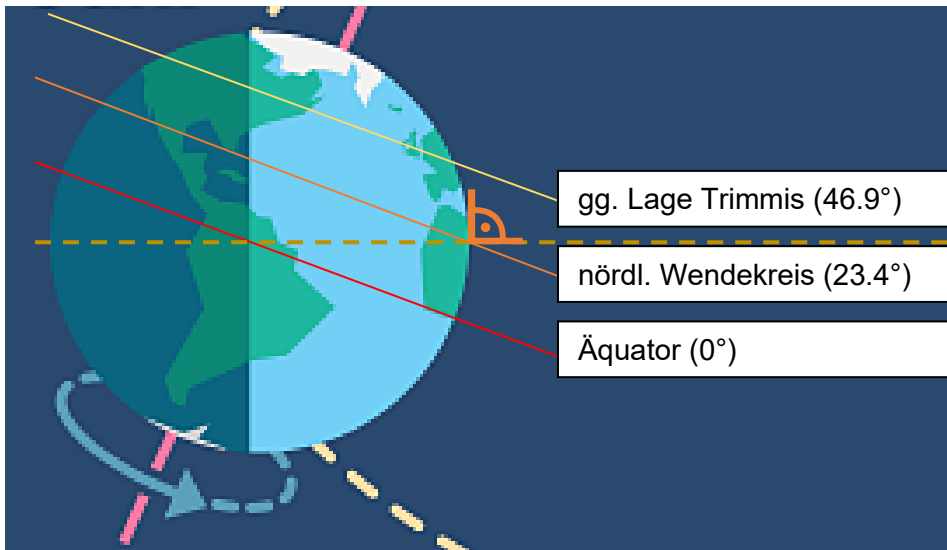 gg. Lage Trimmis (46.9°)
nördl. Wendekreis (23.4°)
Äquator (0°)